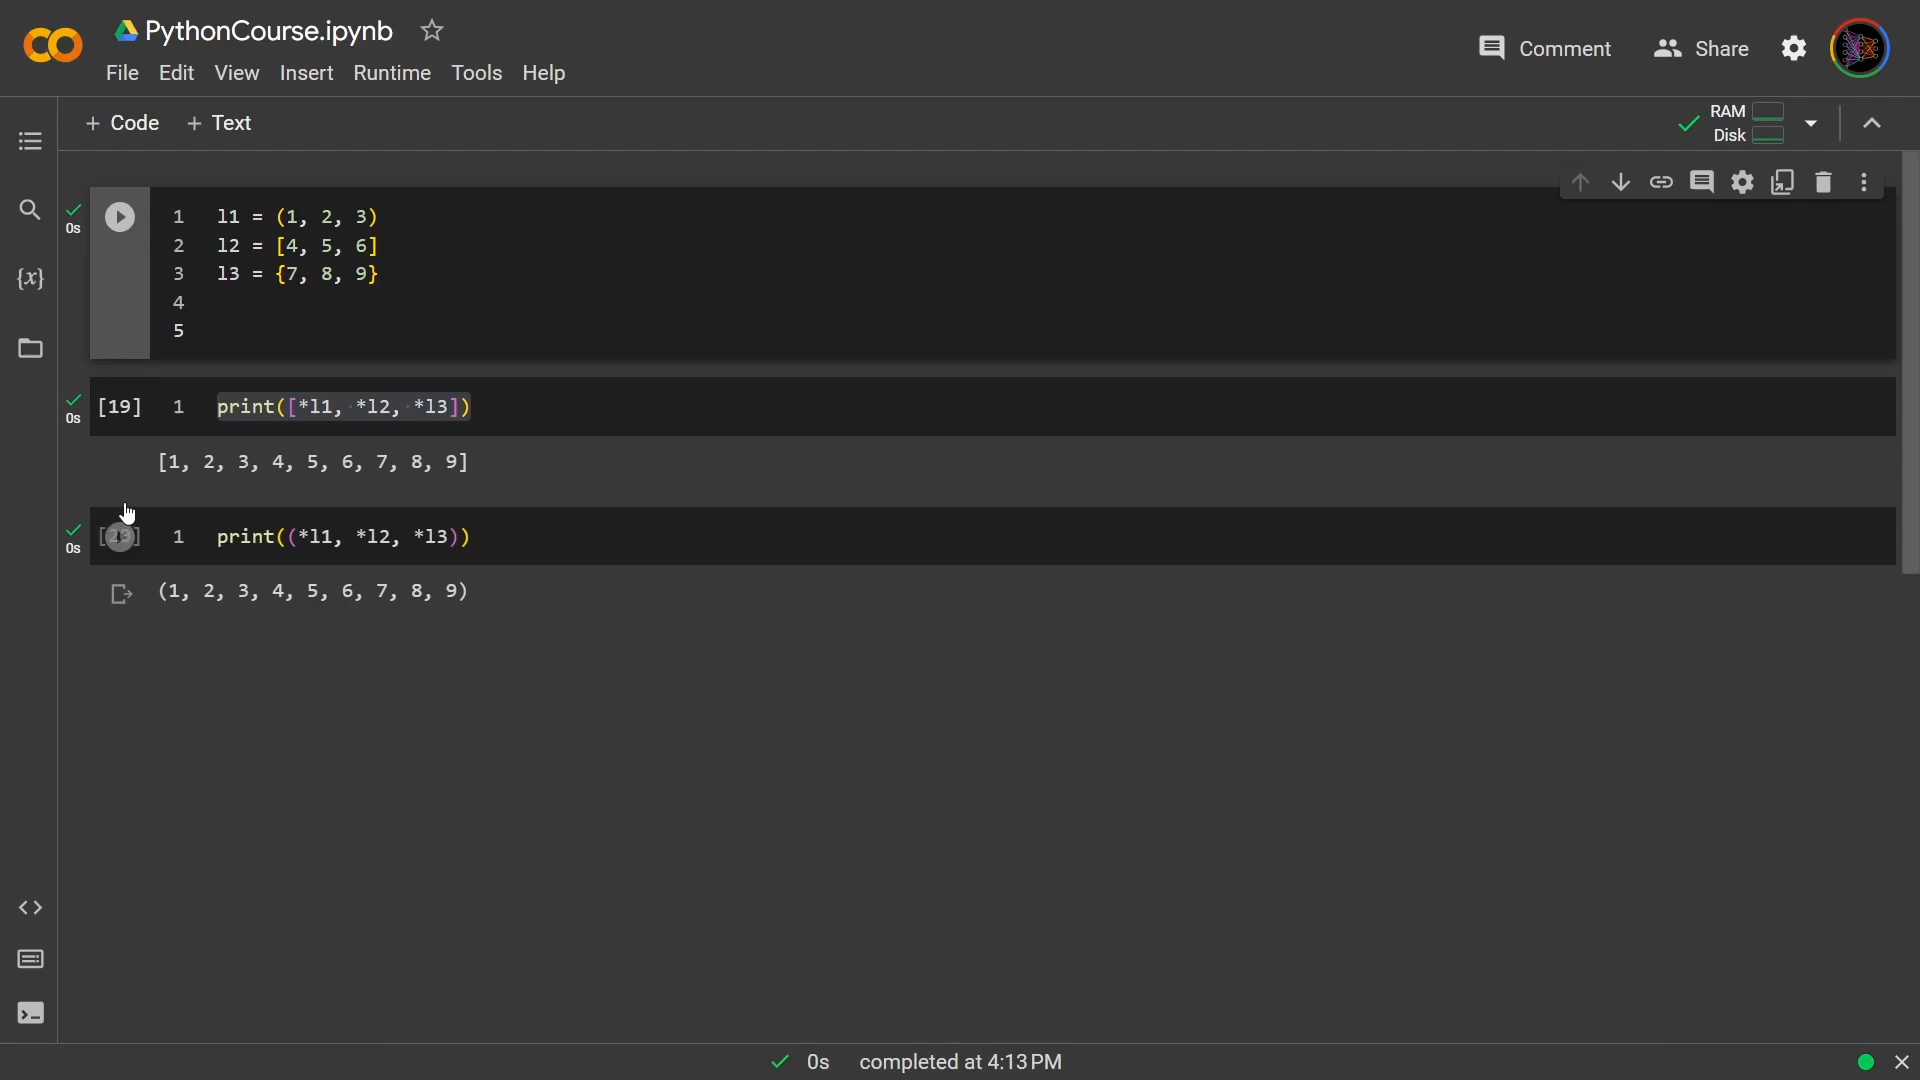 PythonCourse.ipynb
File Edit View Insert Runtime Tools Help
Comment Share
+ Code + Text
RAM
Disk
0s
1 l1 = (1, 2, 3)
2 l2 = [4, 5, 6]
3 l3 = {7, 8, 9}
4
5
{x}
0s [19] 1 print([*l1, *l2, *l3])
[1, 2, 3, 4, 5, 6, 7, 8, 9]
0s 1 print((*l1, *l2, *l3))
(1, 2, 3, 4, 5, 6, 7, 8, 9)
0s completed at 4:13 PM